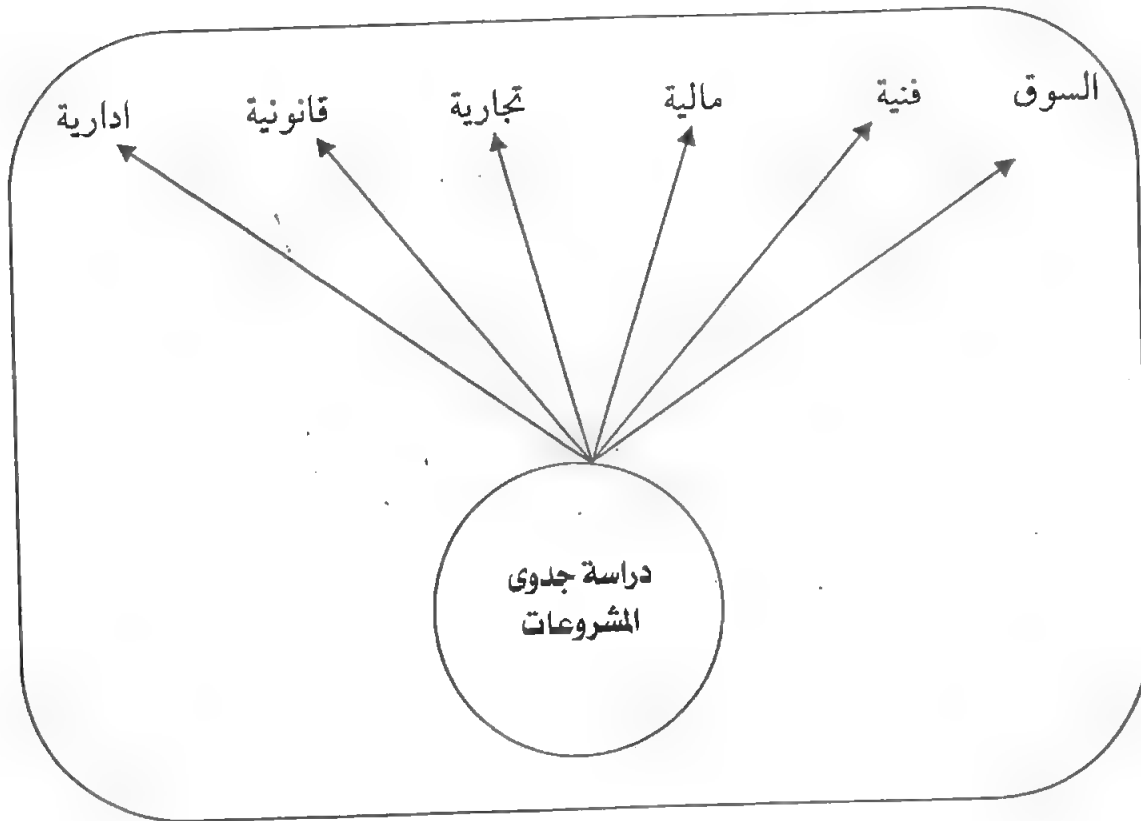 السوق
فنية
مالية
تجارية
قانونية
ادارية
دراسة جدوى
المشروعات